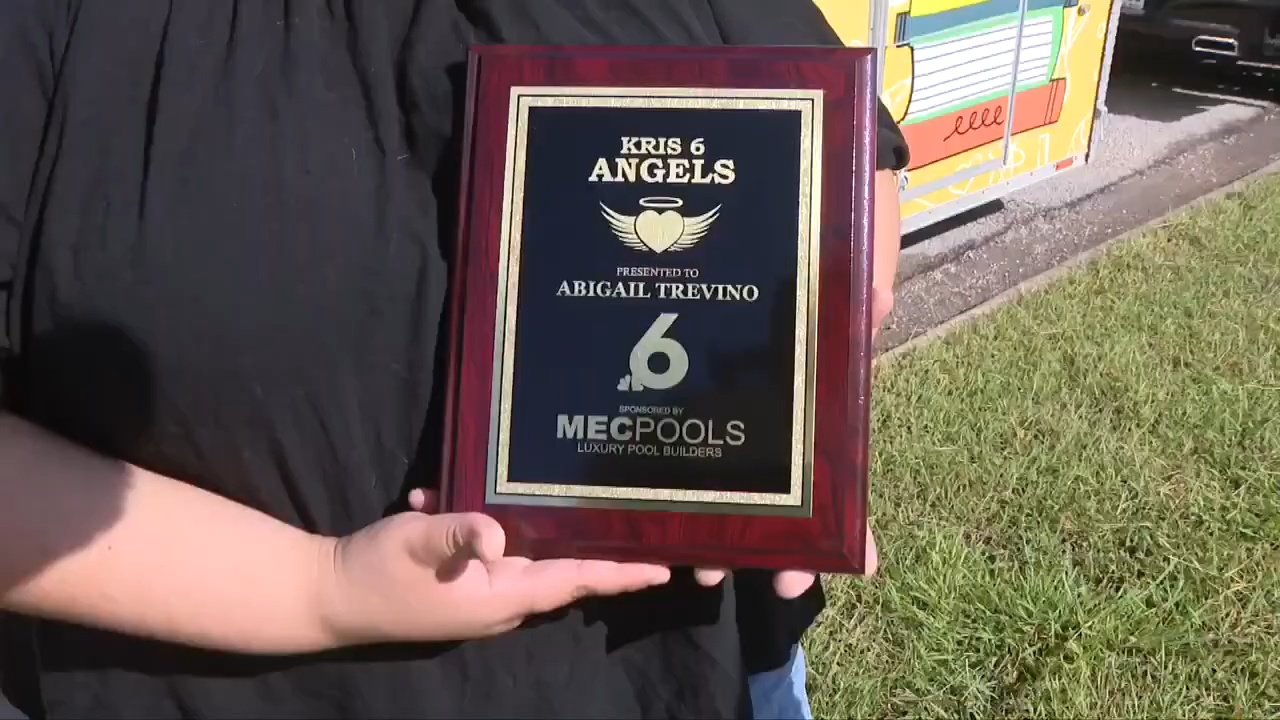 KRIS 6
ANGELS
PRESENTED TO
ABIGAIL TREVINO
6
SPONSORED BY
MECPOOLS
LUXURY POOL BUILDERS